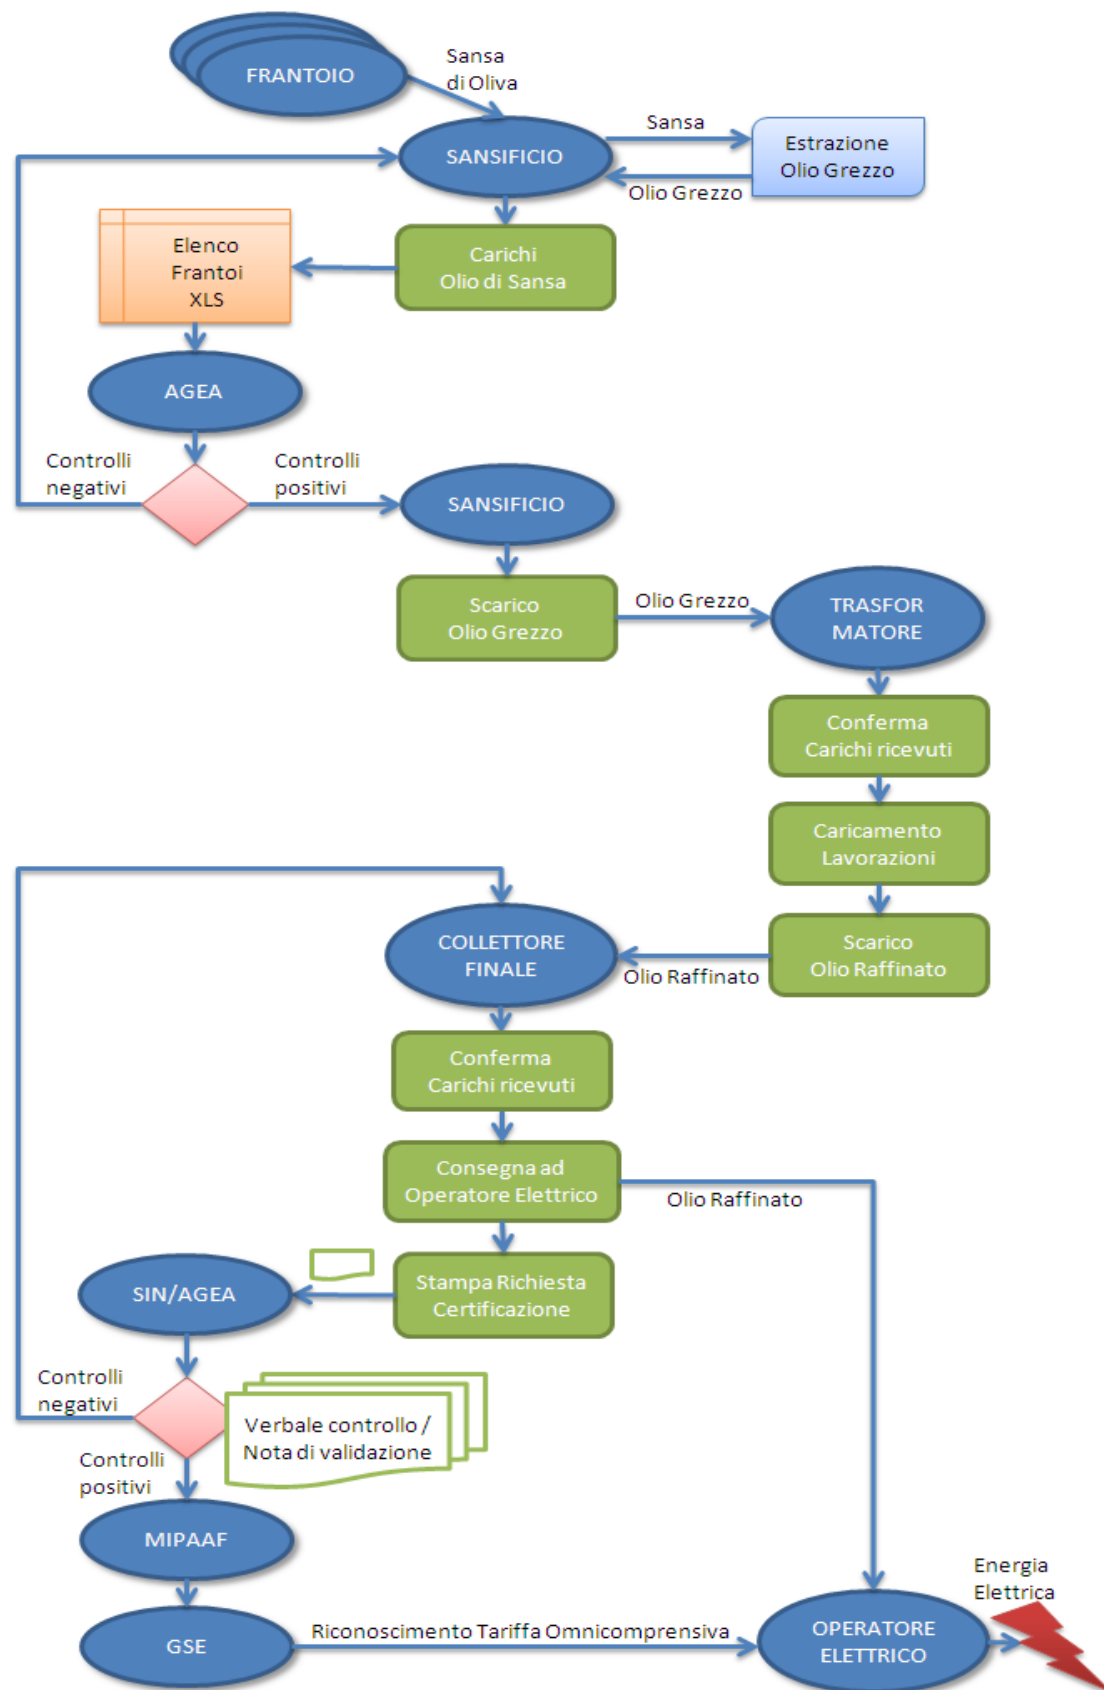 FRANTOIO
Sansa
di Oliva
SANSIFICIO
Sansa
Olio Grezzo
Estrazione
Olio Grezzo
Carichi
Olio di Sansa
Elenco
Frantoi
XLS
AGEA
Controlli
negativi
Controlli
positivi
SANSIFICIO
Scarico
Olio Grezzo
Olio Grezzo
TRASFOR
MATORE
Conferma
Carichi ricevuti
Caricamento
Lavorazioni
Scarico
Olio Raffinato
Olio Raffinato
COLLETTORE
FINALE
Conferma
Carichi ricevuti
Consegna ad
Operatore Elettrico
Olio Raffinato
Stampa Richiesta
Certificazione
SIN/AGEA
Controlli
negativi
Verbale controllo /
Nota di validazione
Controlli
positivi
MIPAAF
GSE
Riconoscimento Tariffa Omnicomprensiva
OPERATORE
ELETTRICO
Energia
Elettrica